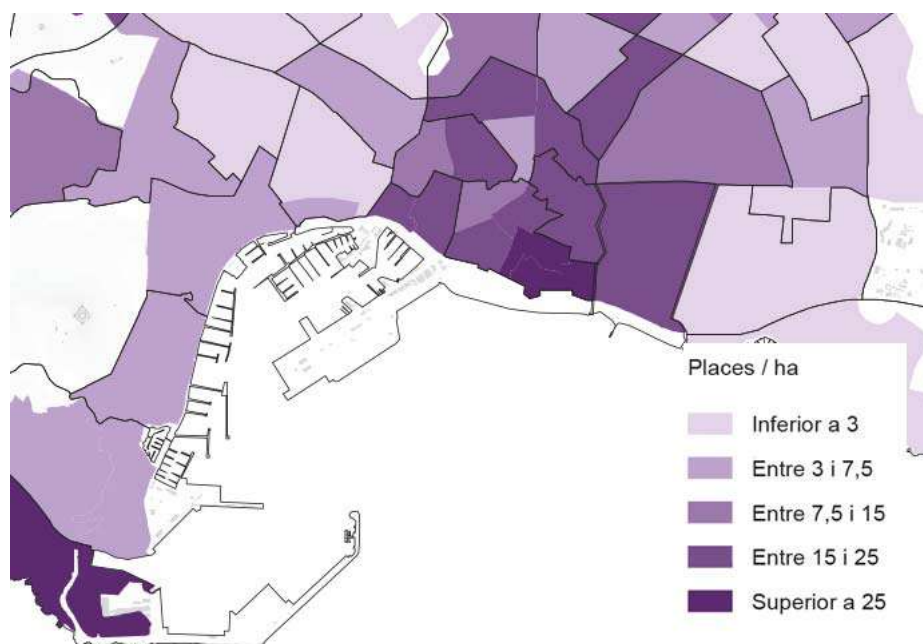 Places / ha
Inferior a 3
Entre 3 i 7,5
Entre 7,5 i 15
Entre 15 i 25
Superior a 25